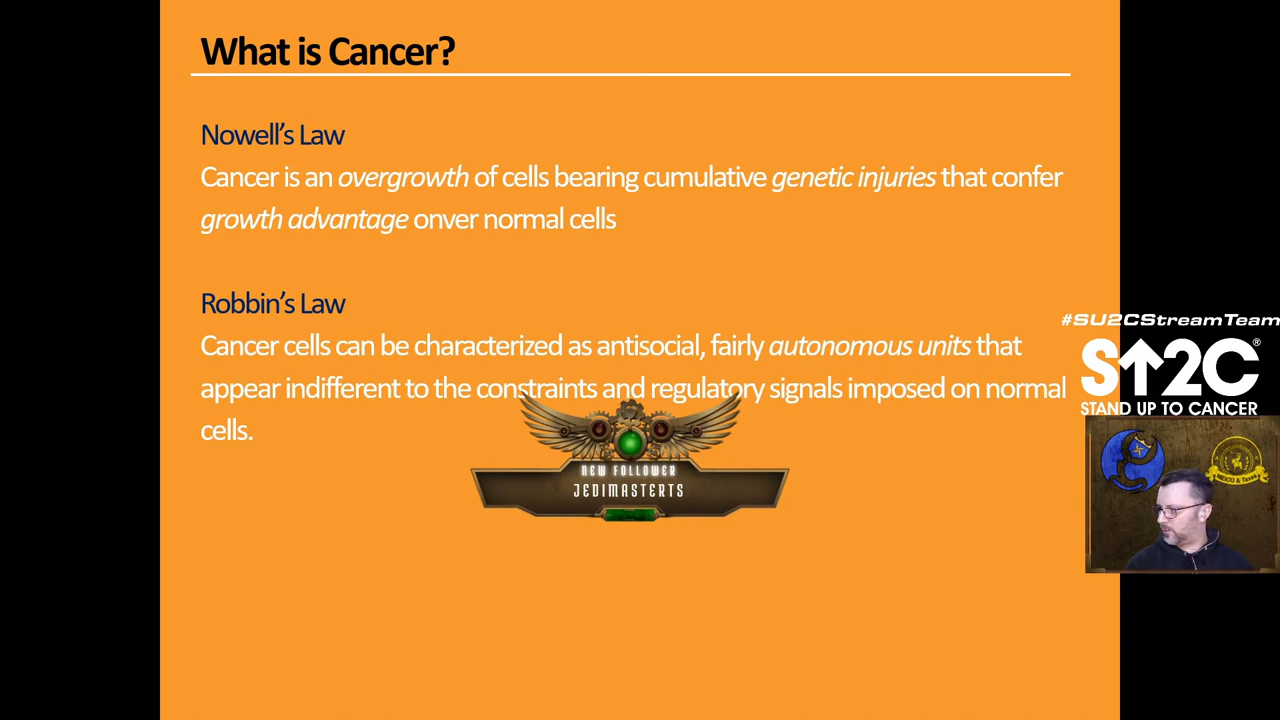 What is Cancer?
Nowell's Law
Cancer is an overgrowth of cells bearing cumulative genetic injuries that confer
growth advantage onver normal cells
Robbin's Law
Cancer cells can be characterized as antisocial, fairly autonomous units that
appear indifferent to the constraints and regulatory signals imposed on normal
cells.
NEW FOLLOWER
JEDIMASTERTS
#SU2CStreamTeam
SU2C®
STAND UP TO CANCER